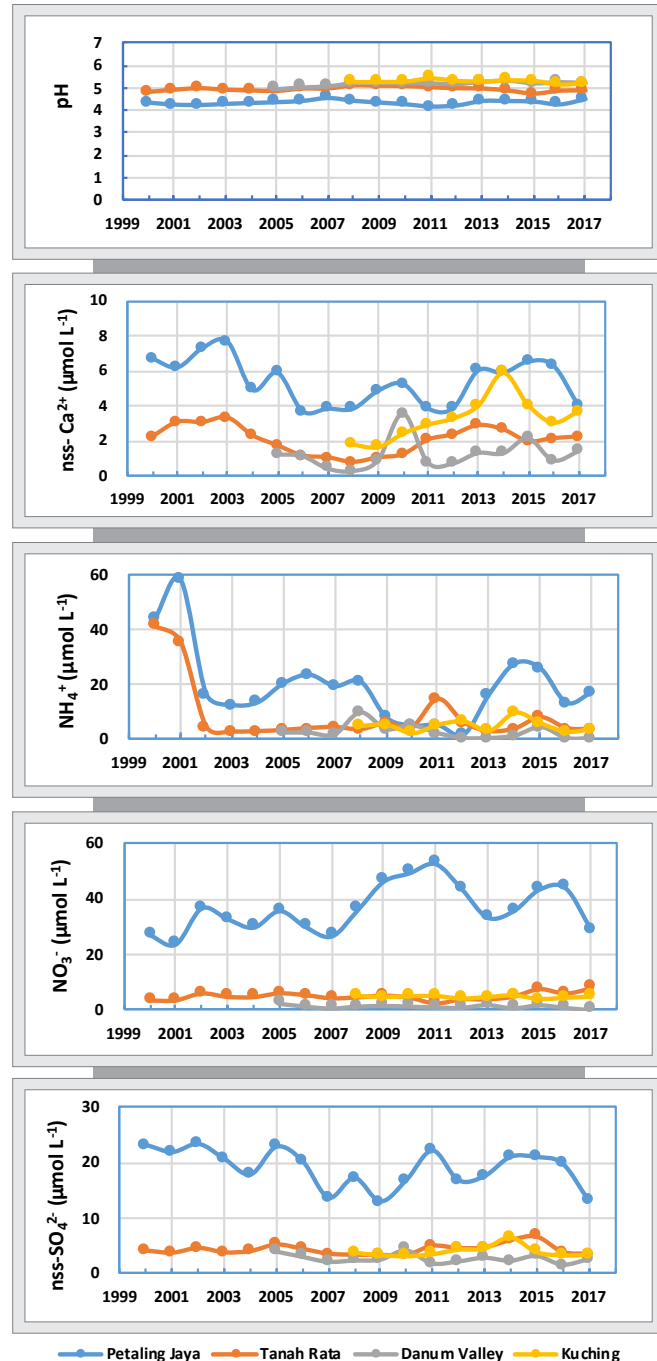 7
6
5
4
3
2
1
0
pH
1999 2001 2003 2005 2007 2009 2011 2013 2015 2017
10
8
6
4
2
0
nss- Ca²⁺ (µmol L⁻¹)
1999 2001 2003 2005 2007 2009 2011 2013 2015 2017
60
40
20
0
NH₄⁺ (µmol L⁻¹)
1999 2001 2003 2005 2007 2009 2011 2013 2015 2017
60
40
20
0
NO₃⁻ (µmol L⁻¹)
1999 2001 2003 2005 2007 2009 2011 2013 2015 2017
30
20
10
0
nss-SO₄²⁻ (µmol L⁻¹)
1999 2001 2003 2005 2007 2009 2011 2013 2015 2017
Petaling Jaya Tanah Rata Danum Valley Kuching